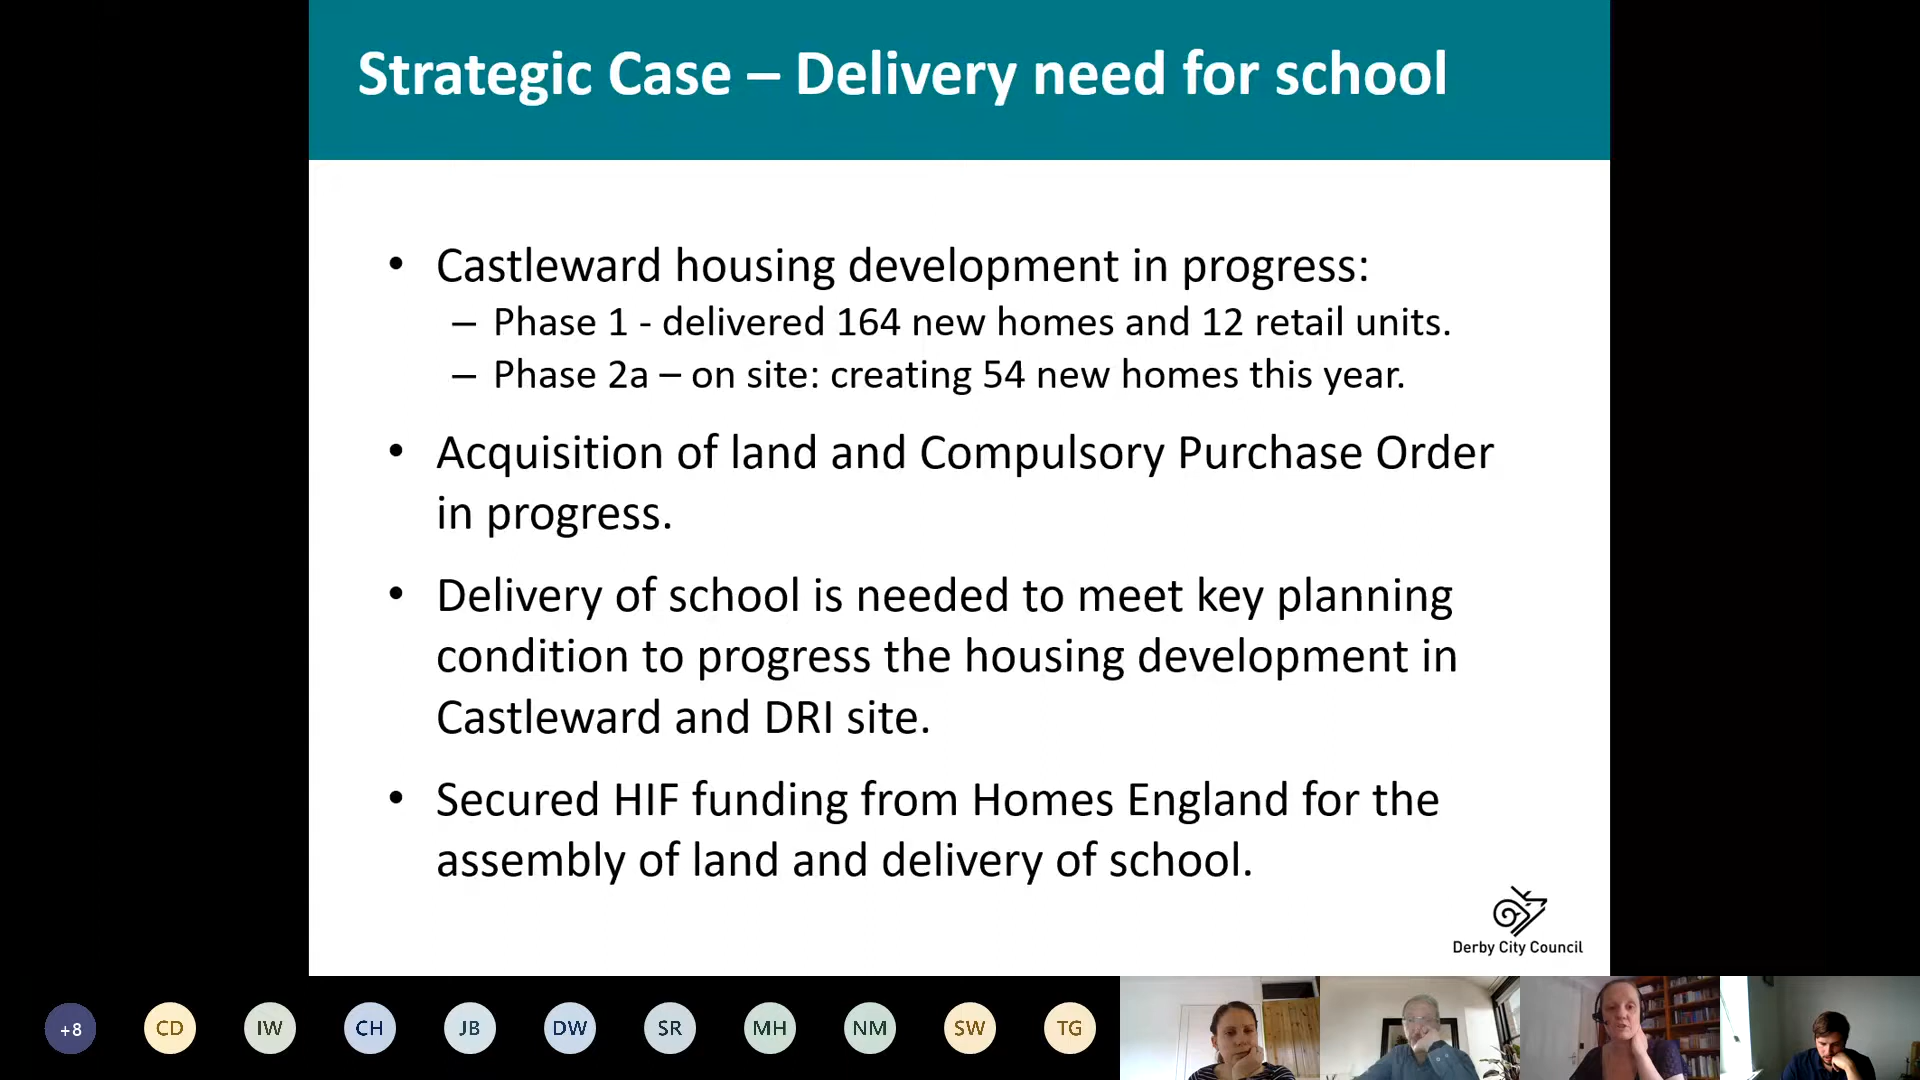 Strategic Case – Delivery need for school
• Castleward housing development in progress:
– Phase 1 - delivered 164 new homes and 12 retail units.
– Phase 2a – on site: creating 54 new homes this year.
• Acquisition of land and Compulsory Purchase Order
in progress.
• Delivery of school is needed to meet key planning
condition to progress the housing development in
Castleward and DRI site.
• Secured HIF funding from Homes England for the
assembly of land and delivery of school.
Derby City Council
+8 CD IW CH JB DW SR MH NM SW TG